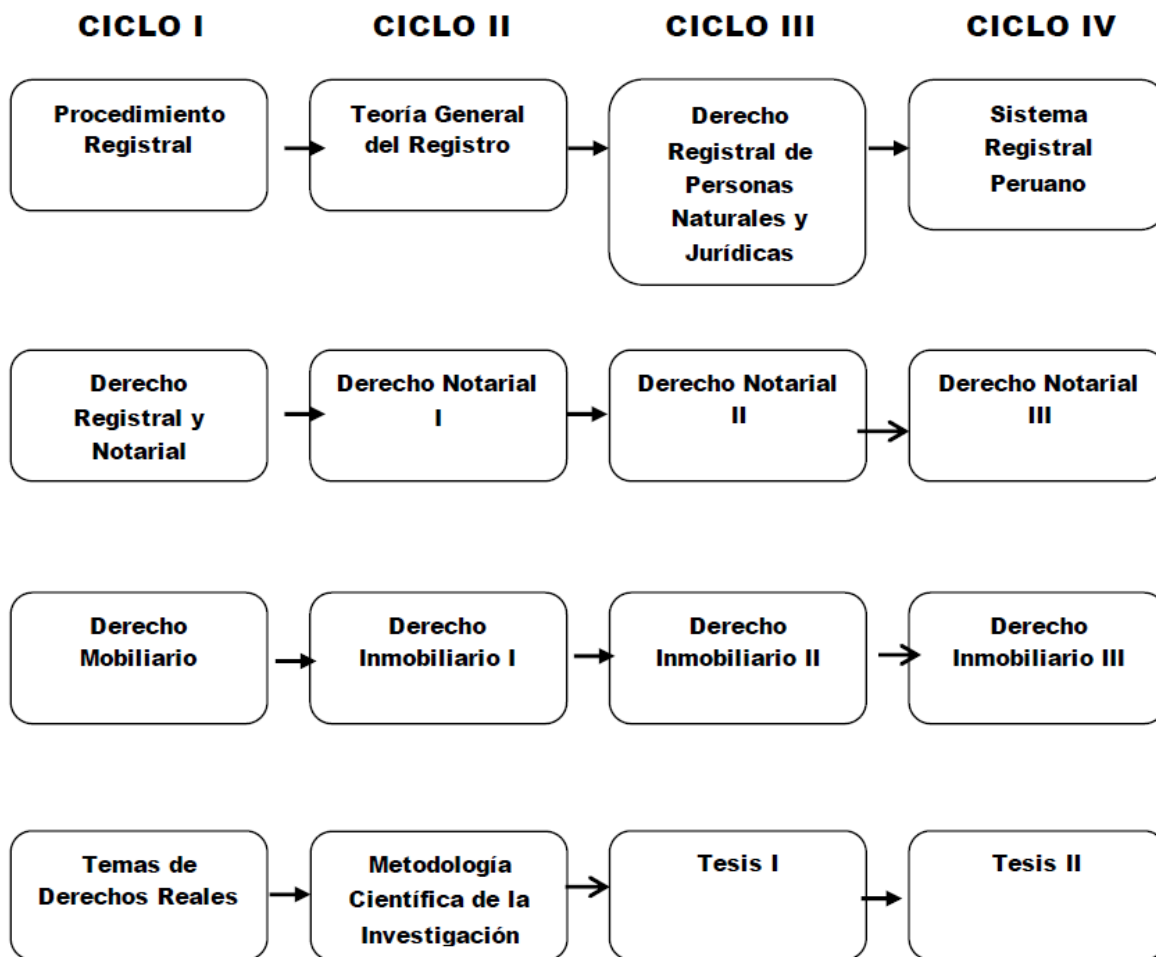 CICLO I
CICLO II
CICLO III
CICLO IV
Procedimiento
Registral
Teoría General
del Registro
Derecho
Registral de
Personas
Naturales y
Jurídicas
Sistema
Registral
Peruano
Derecho
Registral y
Notarial
Derecho Notarial
I
Derecho Notarial
II
Derecho Notarial
III
Derecho
Mobiliario
Derecho
Inmobiliario I
Derecho
Inmobiliario II
Derecho
Inmobiliario III
Temas de
Derechos Reales
Metodología
Científica de la
Investigación
Tesis I
Tesis II